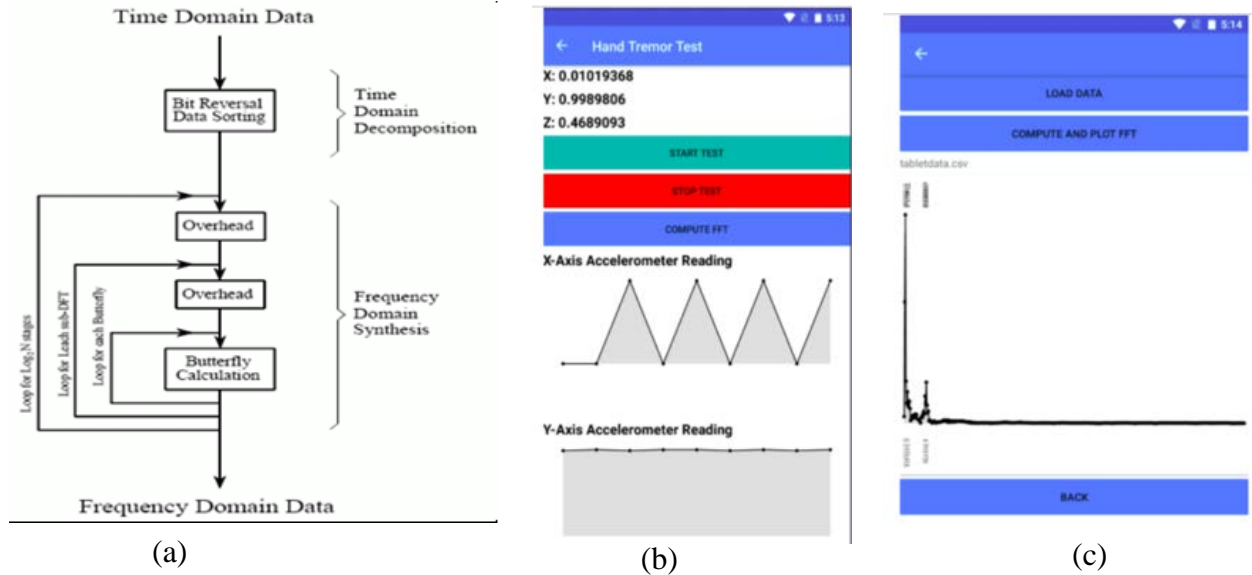 Time Domain Data
Bit Reversal
Data Sorting
Time
Domain
Decomposition
Overhead
Overhead
Butterfly
Calculation
Frequency
Domain
Synthesis
Loop for Log2N stages
Loop for Leach sub-DFT
Loop for each Butterfly
Frequency Domain Data
(a)
5:13
Hand Tremor Test
X: 0.01019368
Y: 0.9989806
Z: 0.4689093
START TEST
STOP TEST
COMPUTE FFT
X-Axis Accelerometer Reading
Y-Axis Accelerometer Reading
(b)
5:14
LOAD DATA
COMPUTE AND PLOT FFT
tabletdata.csv
BACK
(c)